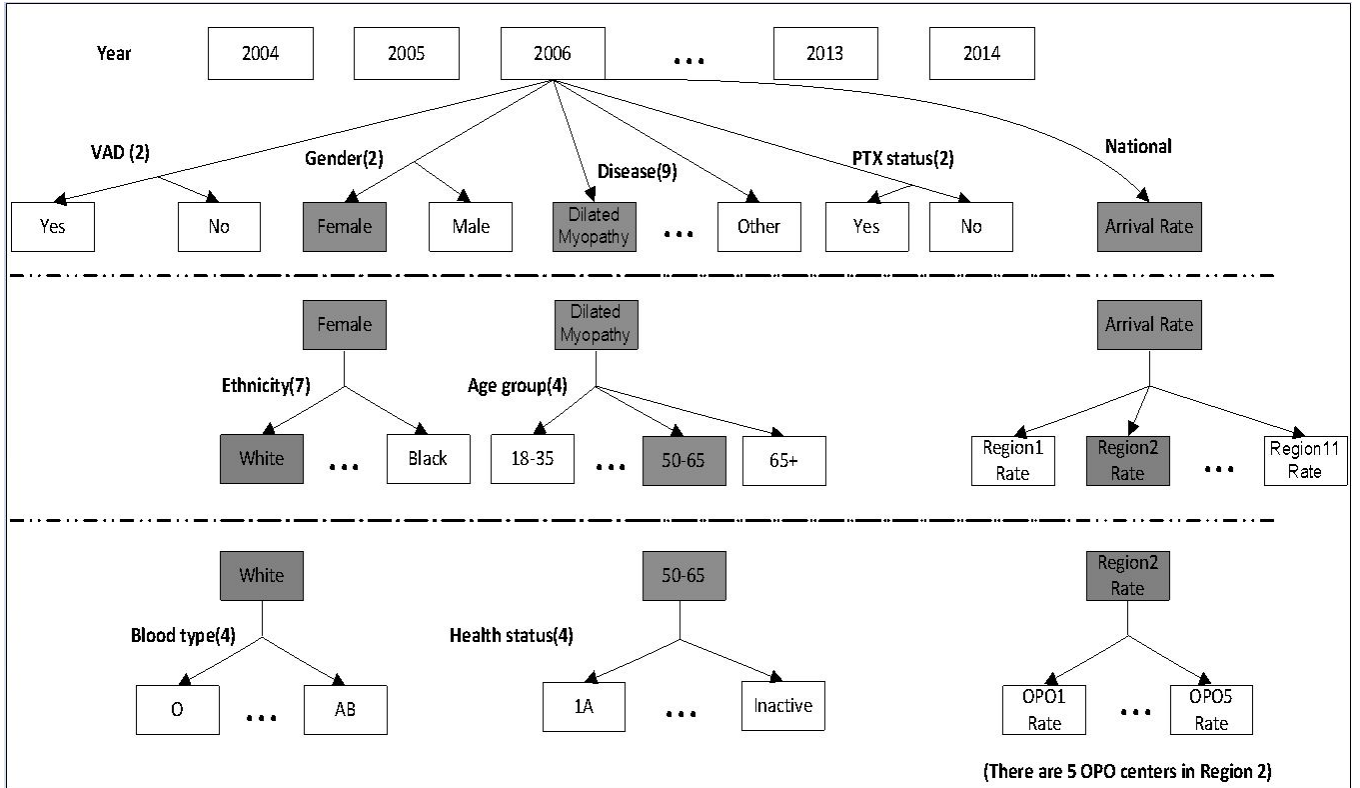 Year
2004
2005
2006
...
2013
2014
VAD (2)
Gender(2)
Disease(9)
PTX status(2)
National
Yes
No
Female
Male
Dilated
Myopathy
...
Other
Yes
No
Arrival Rate
Female
Dilated
Myopathy
Arrival Rate
Ethnicity(7)
Age group(4)
White
...
Black
18-35
...
50-65
65+
Region1
Rate
Region2
Rate
...
Region11
Rate
White
50-65
Region2
Rate
Blood type(4)
Health status(4)
O
...
AB
1A
...
Inactive
OPO1
Rate
...
OPO5
Rate
(There are 5 OPO centers in Region 2)